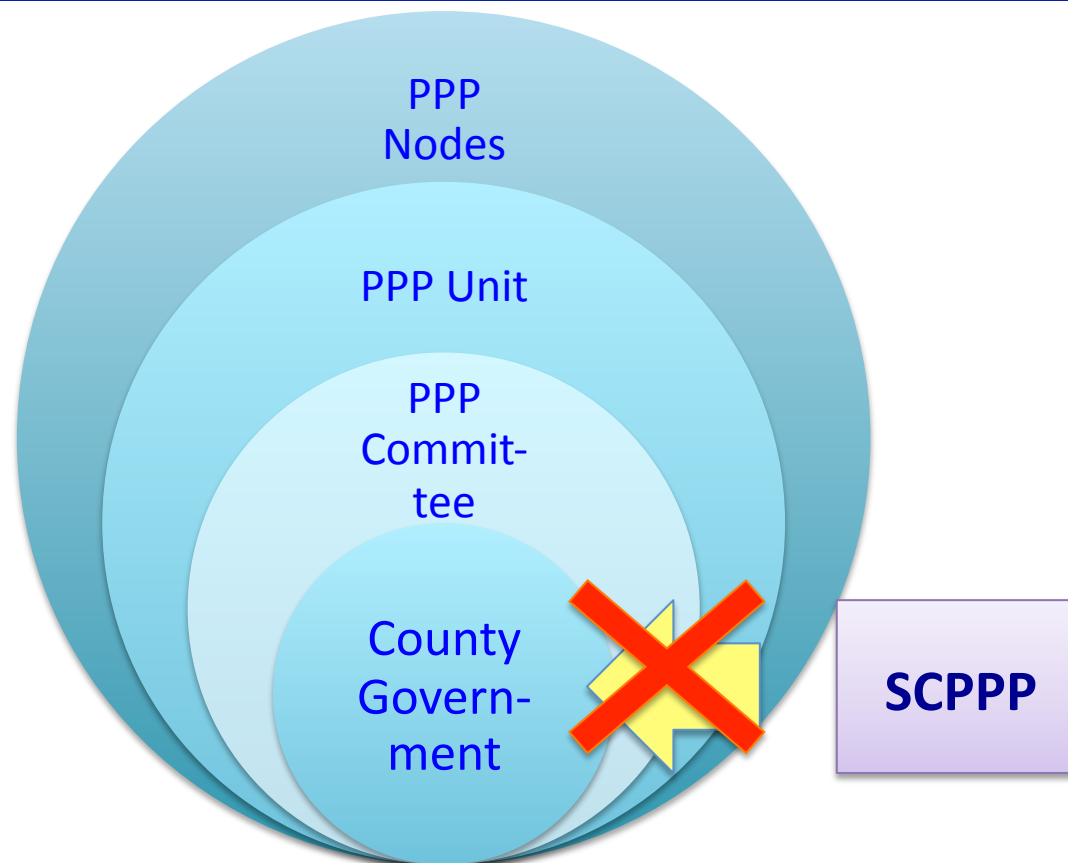 PPP
Nodes
PPP Unit
PPP
Commit-
tee
County
Govern-
ment
SCPPP